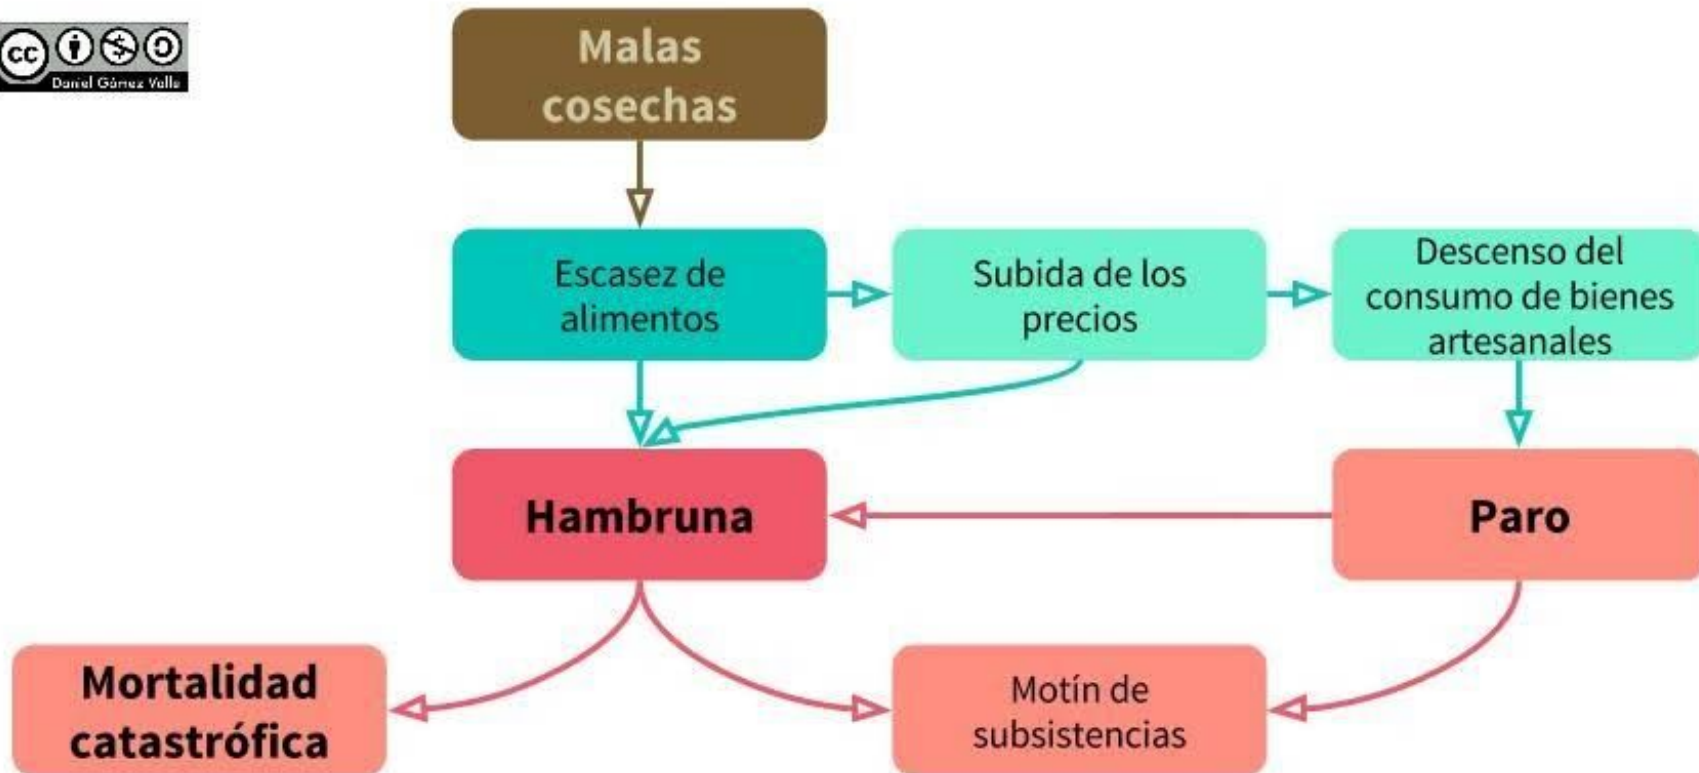 cc
Daniel Gómez Valle
Malas
cosechas
Escasez de
alimentos
Subida de los
precios
Descenso del
consumo de bienes
artesanales
Hambruna
Paro
Mortalidad
catastrófica
Motín de
subsistencias